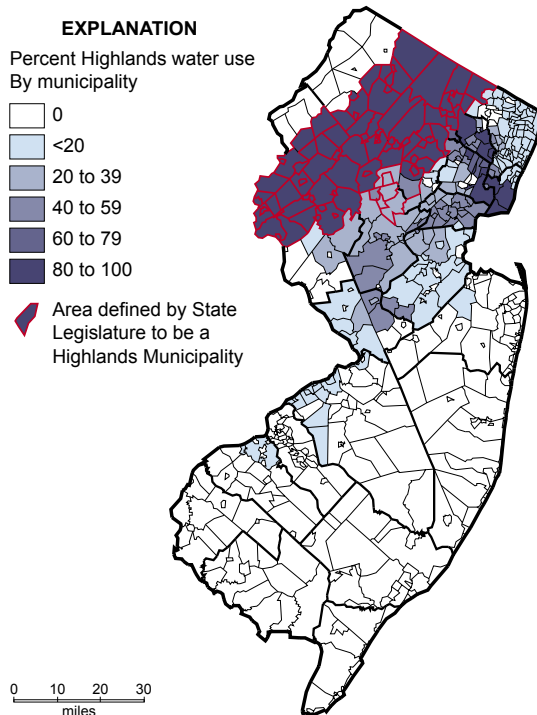 EXPLANATION
Percent Highlands water use
By municipality
0
<20
20 to 39
40 to 59
60 to 79
80 to 100
Area defined by State
Legislature to be a
Highlands Municipality
0 10 20 30
miles